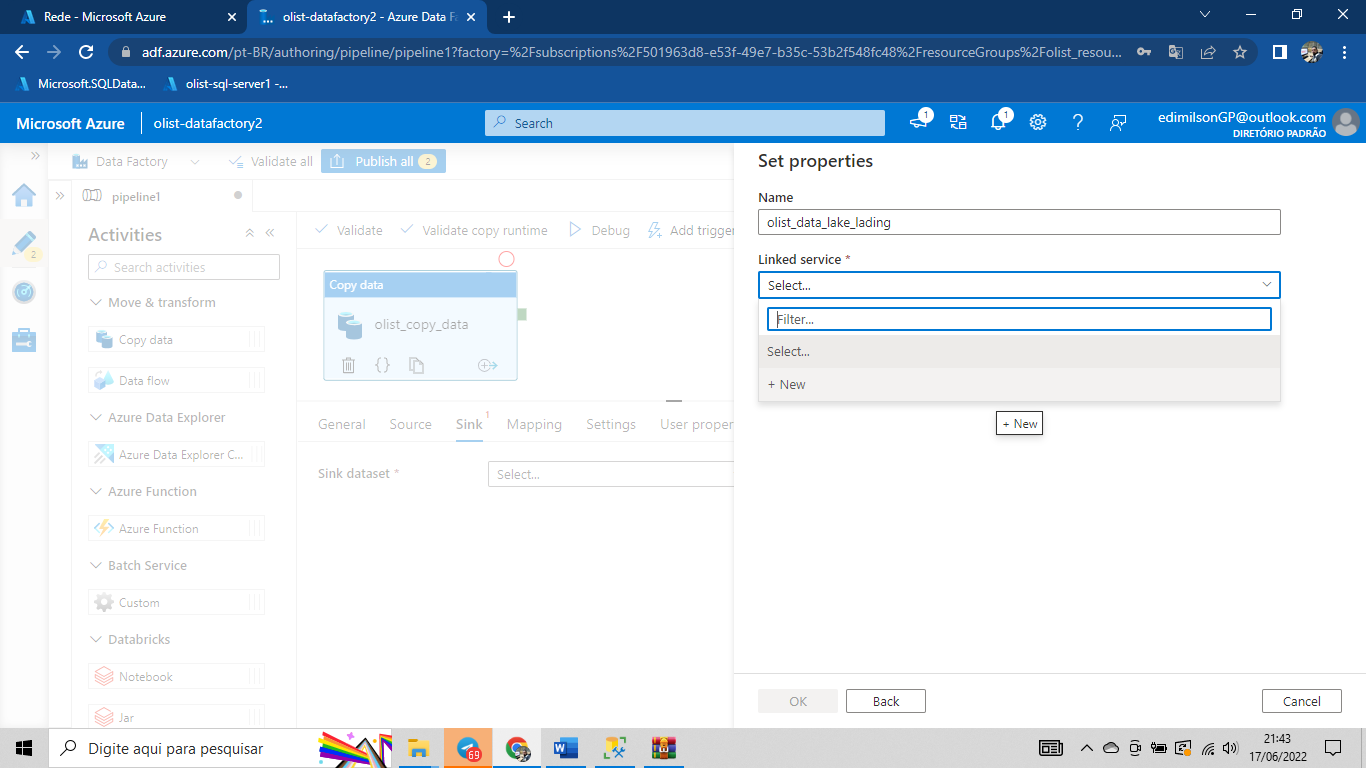 Rede - Microsoft Azure
olist-datafactory2 - Azure Data Fa
adf.azure.com/pt-BR/authoring/pipeline/pipeline1?factory=%2Fsubscriptions%2F501963d8-e53f-49e7-b35c-53b2f548fc48%2FresourceGroups%2Folist_resou...
Microsoft.SQLData...
olist-sql-server1 -...
Microsoft Azure
olist-datafactory2
Search
1
1
edimilsonGP@outlook.com
DIRETÓRIO PADRÃO
Data Factory
Validate all
Publish all 2
pipeline1
2
Activities
Search activities
Move & transform
Copy data
Data flow
Azure Data Explorer
Azure Data Explorer C...
Azure Function
Azure Function
Batch Service
Custom
Databricks
Notebook
Jar
Validate
Validate copy runtime
Debug
Add trigger
Copy data
olist_copy_data
General
Source
Sink 1
Mapping
Settings
User proper
Sink dataset *
Select...
Set properties
Name
olist_data_lake_lading
Linked service *
Select...
Filter...
Select...
+ New
+ New
OK
Back
Cancel
Digite aqui para pesquisar
69
21:43
17/06/2022